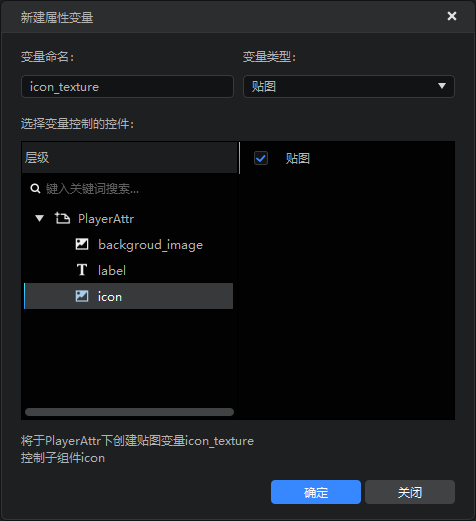 新建属性变量
变量命名：
变量类型：
icon_texture
贴图
选择变量控制的控件：
层级
贴图
键入关键词搜索...
PlayerAttr
backgroud_image
label
icon
将于PlayerAttr下创建贴图变量icon_texture
控制子组件icon
确定
关闭